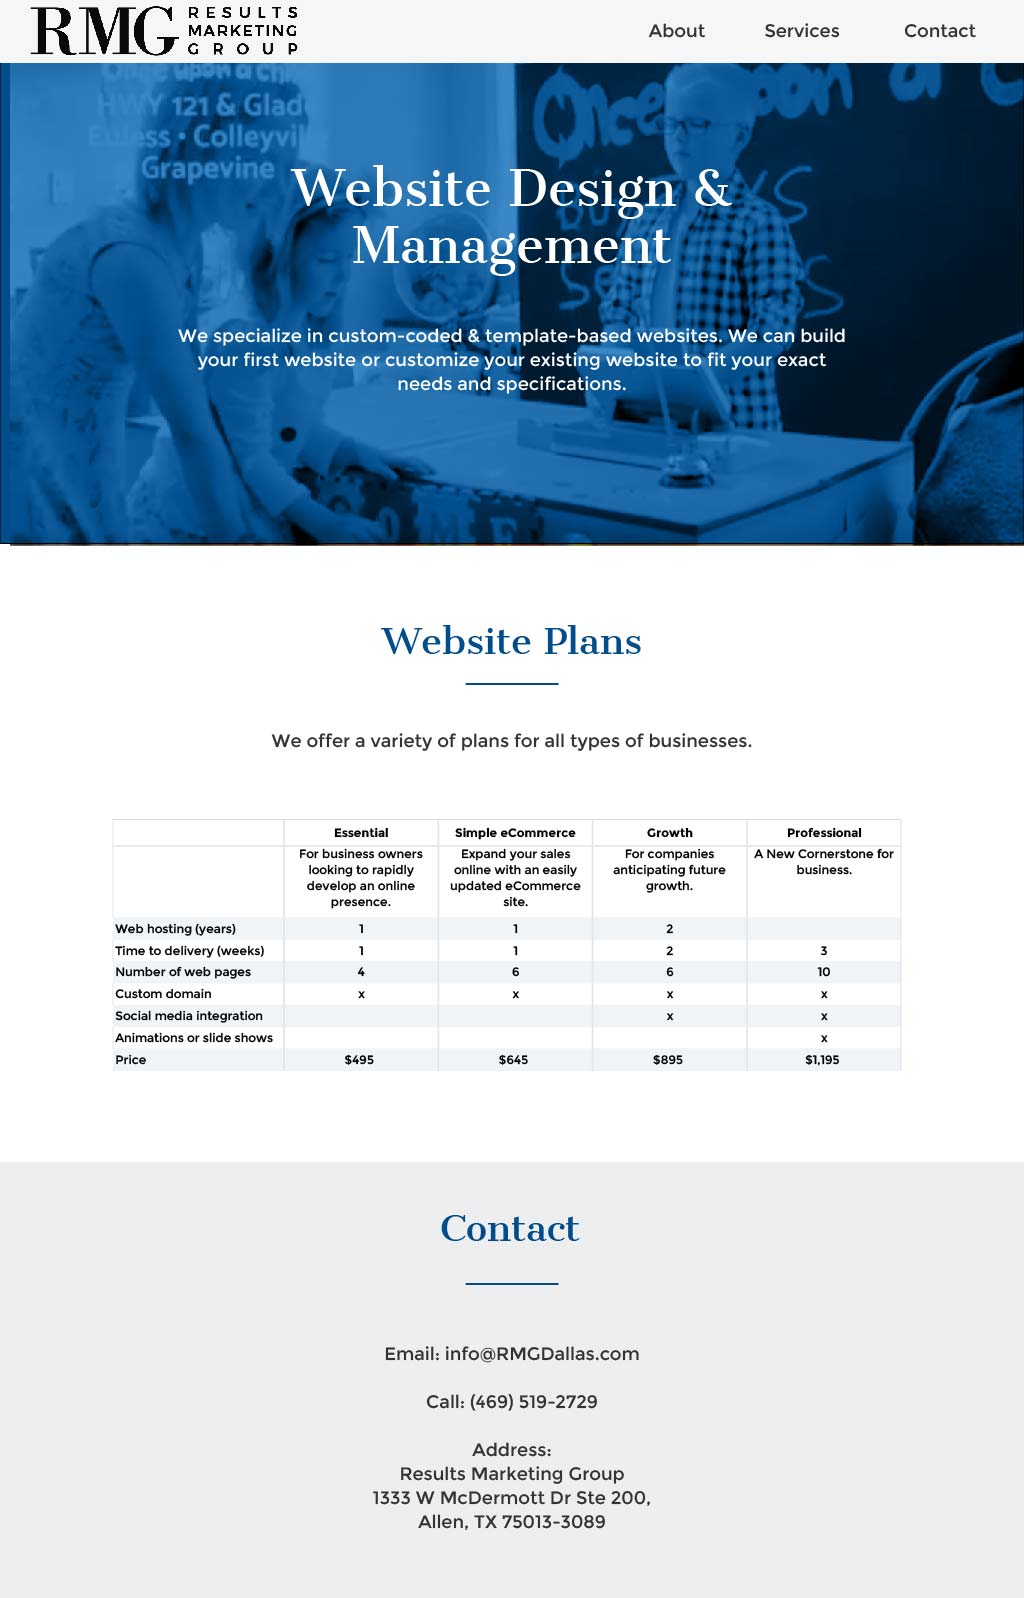 RMG RESULTS
MARKETING
GROUP
About Services Contact
Once upon a
HWY 121 & Glade
Euless • Colleyvil
Grapevine
Once upon a
Website Design &
Management
We specialize in custom-coded & template-based websites. We can build
your first website or customize your existing website to fit your exact
needs and specifications.
Website Plans
We offer a variety of plans for all types of businesses.
Essential Simple eCommerce Growth Professional
For business owners looking to rapidly develop an online presence. Expand your sales online with an easily updated eCommerce site. For companies anticipating future growth. A New Cornerstone for business.
Web hosting (years) 1 1 2
Time to delivery (weeks) 1 1 2 3
Number of web pages 4 6 6 10
Custom domain x x x x
Social media integration x x
Animations or slide shows x
Price $495 $645 $895 $1,195
Contact
Email: info@RMGDallas.com
Call: (469) 519-2729
Address:
Results Marketing Group
1333 W McDermott Dr Ste 200,
Allen, TX 75013-3089